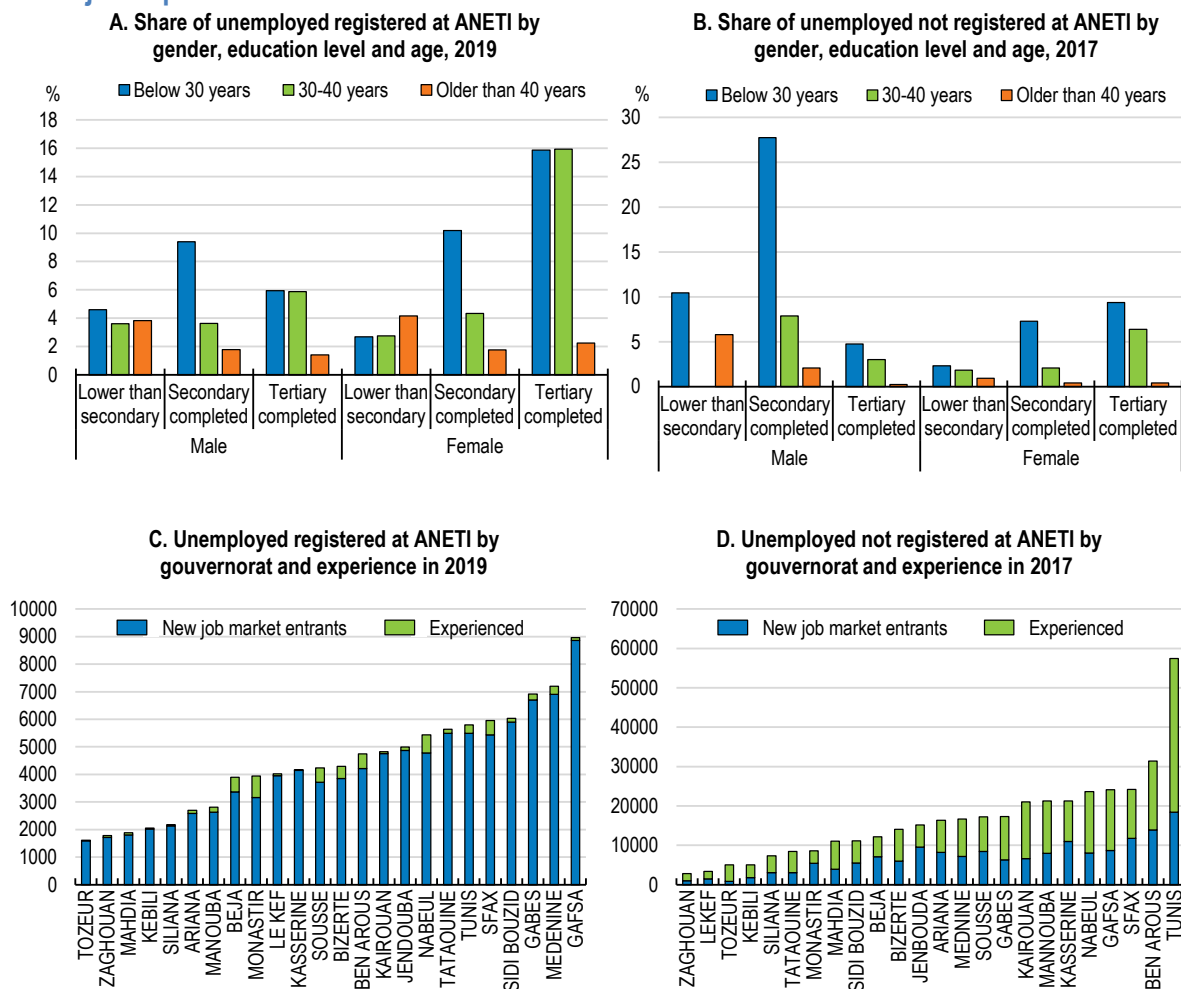 A. Share of unemployed registered at ANETI by
gender, education level and age, 2019
%
Below 30 years
30-40 years
Older than 40 years
18
16
14
12
10
8
6
4
2
0
Lower than
secondary
Secondary
completed
Tertiary
completed
Lower than
secondary
Secondary
completed
Tertiary
completed
Male
Female
B. Share of unemployed not registered at ANETI by
gender, education level and age, 2017
%
Below 30 years
30-40 years
Older than 40 years
30
25
20
15
10
5
0
Lower than
secondary
Secondary
completed
Tertiary
completed
Lower than
secondary
Secondary
completed
Tertiary
completed
Male
Female
C. Unemployed registered at ANETI by
gouvernorat and experience in 2019
New job market entrants
Experienced
10000
9000
8000
7000
6000
5000
4000
3000
2000
1000
0
TOZEUR
ZAGHOUAN
MAHDIA
KEBILI
SILIANA
ARIANA
MANOUBA
BEJA
MONASTIR
LE KEF
KASSERINE
SOUSSE
BIZERTE
BEN AROUS
KAIROUAN
JENDOUBA
NABEUL
TATAOUINE
TUNIS
SFAX
SIDI BOUZID
GABES
MEDENINE
GAFSA
D. Unemployed not registered at ANETI by
gouvernorat and experience in 2017
New job market entrants
Experienced
70000
60000
50000
40000
30000
20000
10000
0
ZAGHOUAN
LEKEF
TOZEUR
KEBILI
SILIANA
TATAOUINE
MONASTIR
MAHDIA
SIDI BOUZID
BEJA
BIZERTE
JENBOUDA
ARIANA
MEDNINE
SOUSSE
GABES
KAIROUAN
MANNOUBA
KASSERINE
NABEUL
GAFSA
SFAX
BEN AROUS
TUNIS